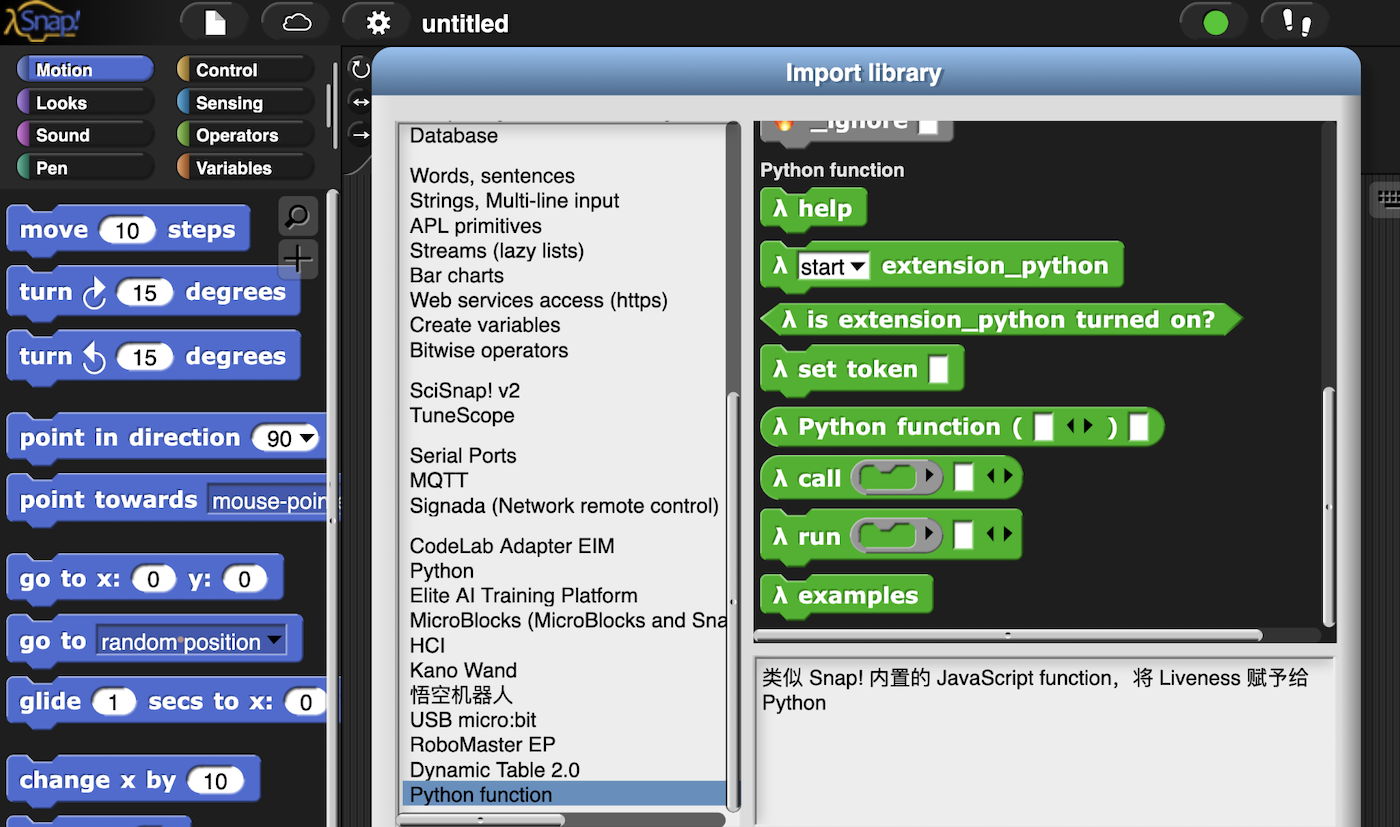 λSnap!
untitled
Motion
Control
Looks
Sensing
Sound
Operators
Pen
Variables
move 10 steps
turn 15 degrees
turn 15 degrees
point in direction 90
point towards mouse-poin
go to x: 0 y: 0
go to random position
glide 1 secs to x: 0
change x by 10
Import library
Database
Words, sentences
Strings, Multi-line input
APL primitives
Streams (lazy lists)
Bar charts
Web services access (https)
Create variables
Bitwise operators
SciSnap! v2
TuneScope
Serial Ports
MQTT
Signada (Network remote control)
CodeLab Adapter EIM
Python
Elite AI Training Platform
MicroBlocks (MicroBlocks and Sna
HCI
Kano Wand
悟空机器人
USB micro:bit
RoboMaster EP
Dynamic Table 2.0
Python function
_ignore
Python function
λ help
λ start extension_python
λ is extension_python turned on?
λ set token
λ Python function ( )
λ call
λ run
λ examples
类似 Snap! 内置的 JavaScript function，将 Liveness 赋予给
Python